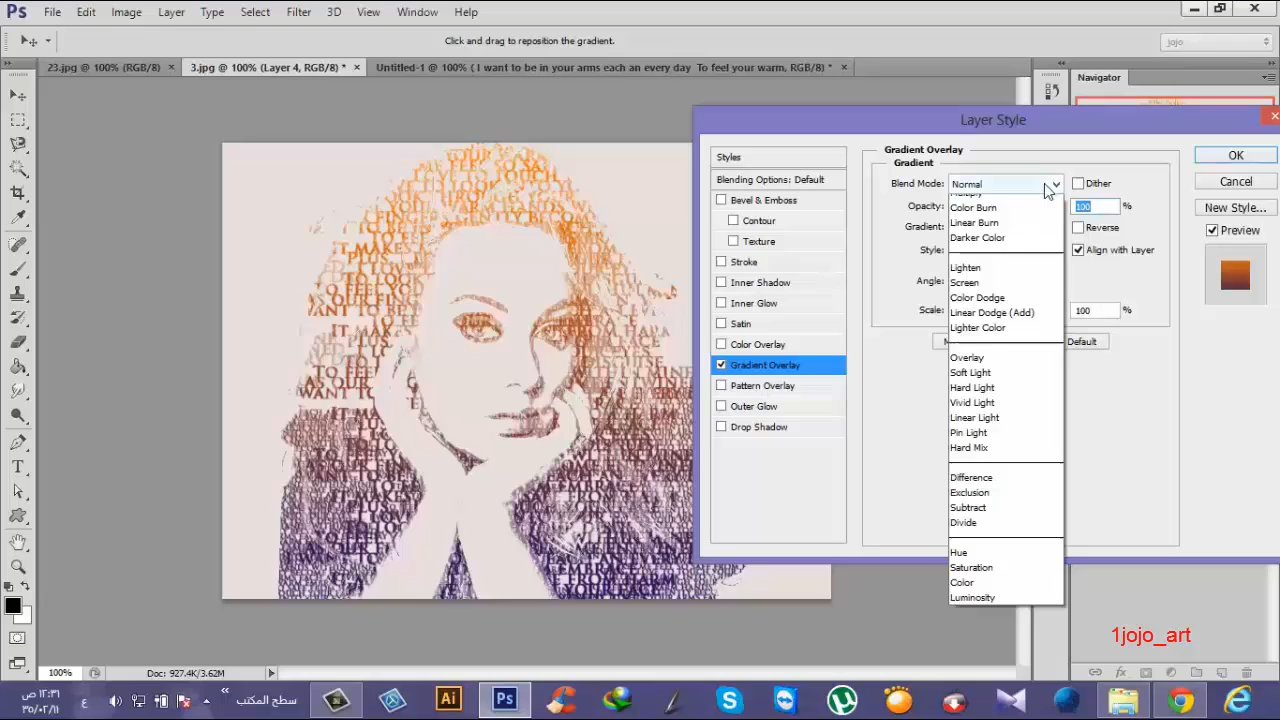 Ps File Edit Image Layer Type Select Filter 3D View Window Help
Click and drag to reposition the gradient.
jojo
23.jpg @ 100% (RGB/8) ×
3.jpg @ 100% (Layer 4, RGB/8) * ×
Untitled-1 @ 100% ( I want to be in your arms each an every day To feel your warm, RGB/8) * ×
Navigator
Layer Style
Styles
Blending Options: Default
Bevel & Emboss
Contour
Texture
Stroke
Inner Shadow
Inner Glow
Satin
Color Overlay
Gradient Overlay
Pattern Overlay
Outer Glow
Drop Shadow
Gradient Overlay
Gradient
Blend Mode: Normal
Dither
Opacity: 100 %
Gradient:
Reverse
Style:
Align with Layer
Angle:
Scale: 100 %
Default
Color Burn
Linear Burn
Darker Color
Lighten
Screen
Color Dodge
Linear Dodge (Add)
Lighter Color
Overlay
Soft Light
Hard Light
Vivid Light
Linear Light
Pin Light
Hard Mix
Difference
Exclusion
Subtract
Divide
Hue
Saturation
Color
Luminosity
OK
Cancel
New Style...
Preview
1jojo_art
100%
Doc: 927.4K/3.62M
١٢:٣١ ص
٣٥/٠٢/١١
ع
سطح المكتب
Ai
Ps